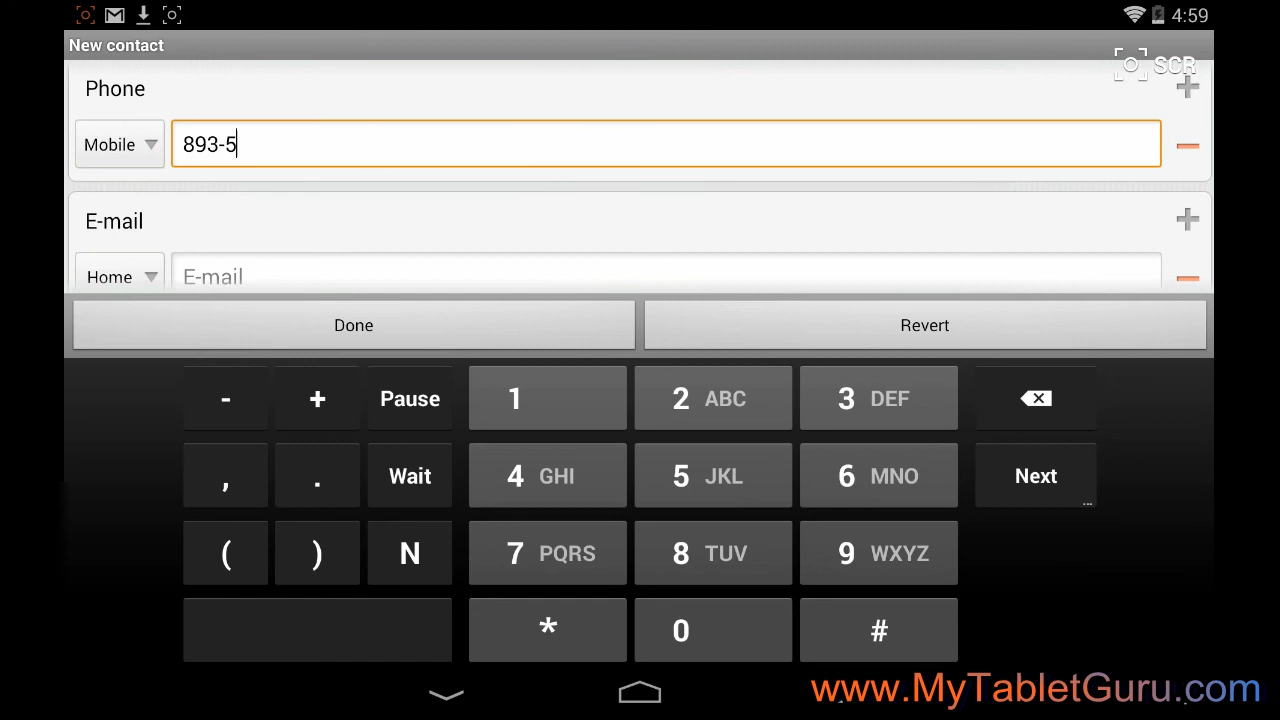 4:59
New contact
SCR
Phone
Mobile 893-5
E-mail
Home E-mail
Done Revert
- + Pause 1 2 ABC 3 DEF
, . Wait 4 GHI 5 JKL 6 MNO Next ...
( ) N 7 PQRS 8 TUV 9 WXYZ
* 0 #
www.MyTabletGuru.com